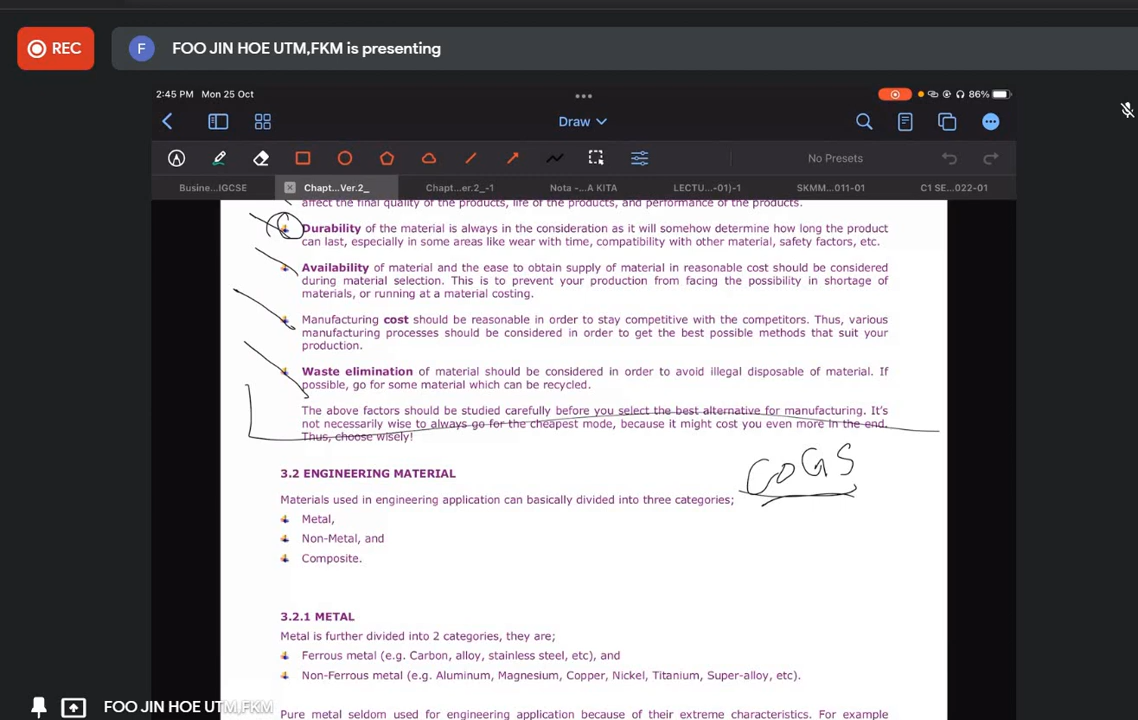 REC
F FOO JIN HOE UTM,FKM is presenting
2:45 PM Mon 25 Oct
86%
Draw
No Presets
Busine...IGCSE
Chapt...Ver.2_
Chapt...er.2_-1
Nota -...A KITA
LECTU...-01)-1
SKMM...011-01
C1 SE...022-01
affect the final quality of the products, life of the products, and performance of the products.
Durability of the material is always in the consideration as it will somehow determine how long the product
can last, especially in some areas like wear with time, compatibility with other material, safety factors, etc.
Availability of material and the ease to obtain supply of material in reasonable cost should be considered
during material selection. This is to prevent your production from facing the possibility in shortage of
materials, or running at a material costing.
Manufacturing cost should be reasonable in order to stay competitive with the competitors. Thus, various
manufacturing processes should be considered in order to get the best possible methods that suit your
production.
Waste elimination of material should be considered in order to avoid illegal disposable of material. If
possible, go for some material which can be recycled.
The above factors should be studied carefully before you select the best alternative for manufacturing. It's
not necessarily wise to always go for the cheapest mode, because it might cost you even more in the end.
Thus, choose wisely!
COGS
3.2 ENGINEERING MATERIAL
Materials used in engineering application can basically divided into three categories;
Metal,
Non-Metal, and
Composite.
3.2.1 METAL
Metal is further divided into 2 categories, they are;
Ferrous metal (e.g. Carbon, alloy, stainless steel, etc), and
Non-Ferrous metal (e.g. Aluminum, Magnesium, Copper, Nickel, Titanium, Super-alloy, etc).
Pure metal seldom used for engineering application because of their extreme characteristics. For example
FOO JIN HOE UTM,FKM